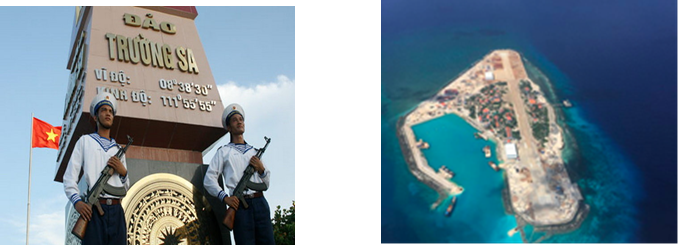 ĐẢO
TRƯỜNG SA
VĨ ĐỘ: 08°38'30"
KINH ĐỘ: 111°55'55"